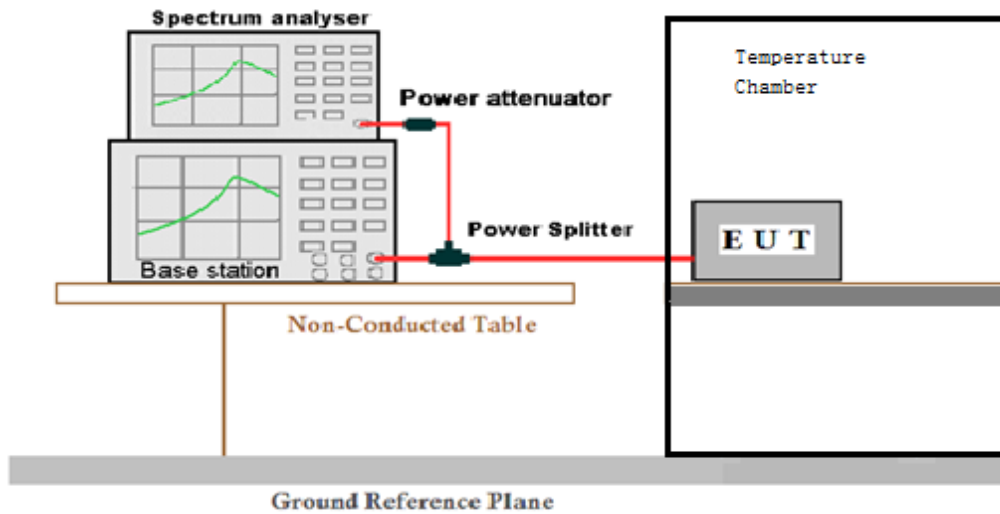 Spectrum analyser
Temperature
Chamber
Power attenuator
Power Splitter
E U T
Base station
Non-Conducted Table
Ground Reference Plane